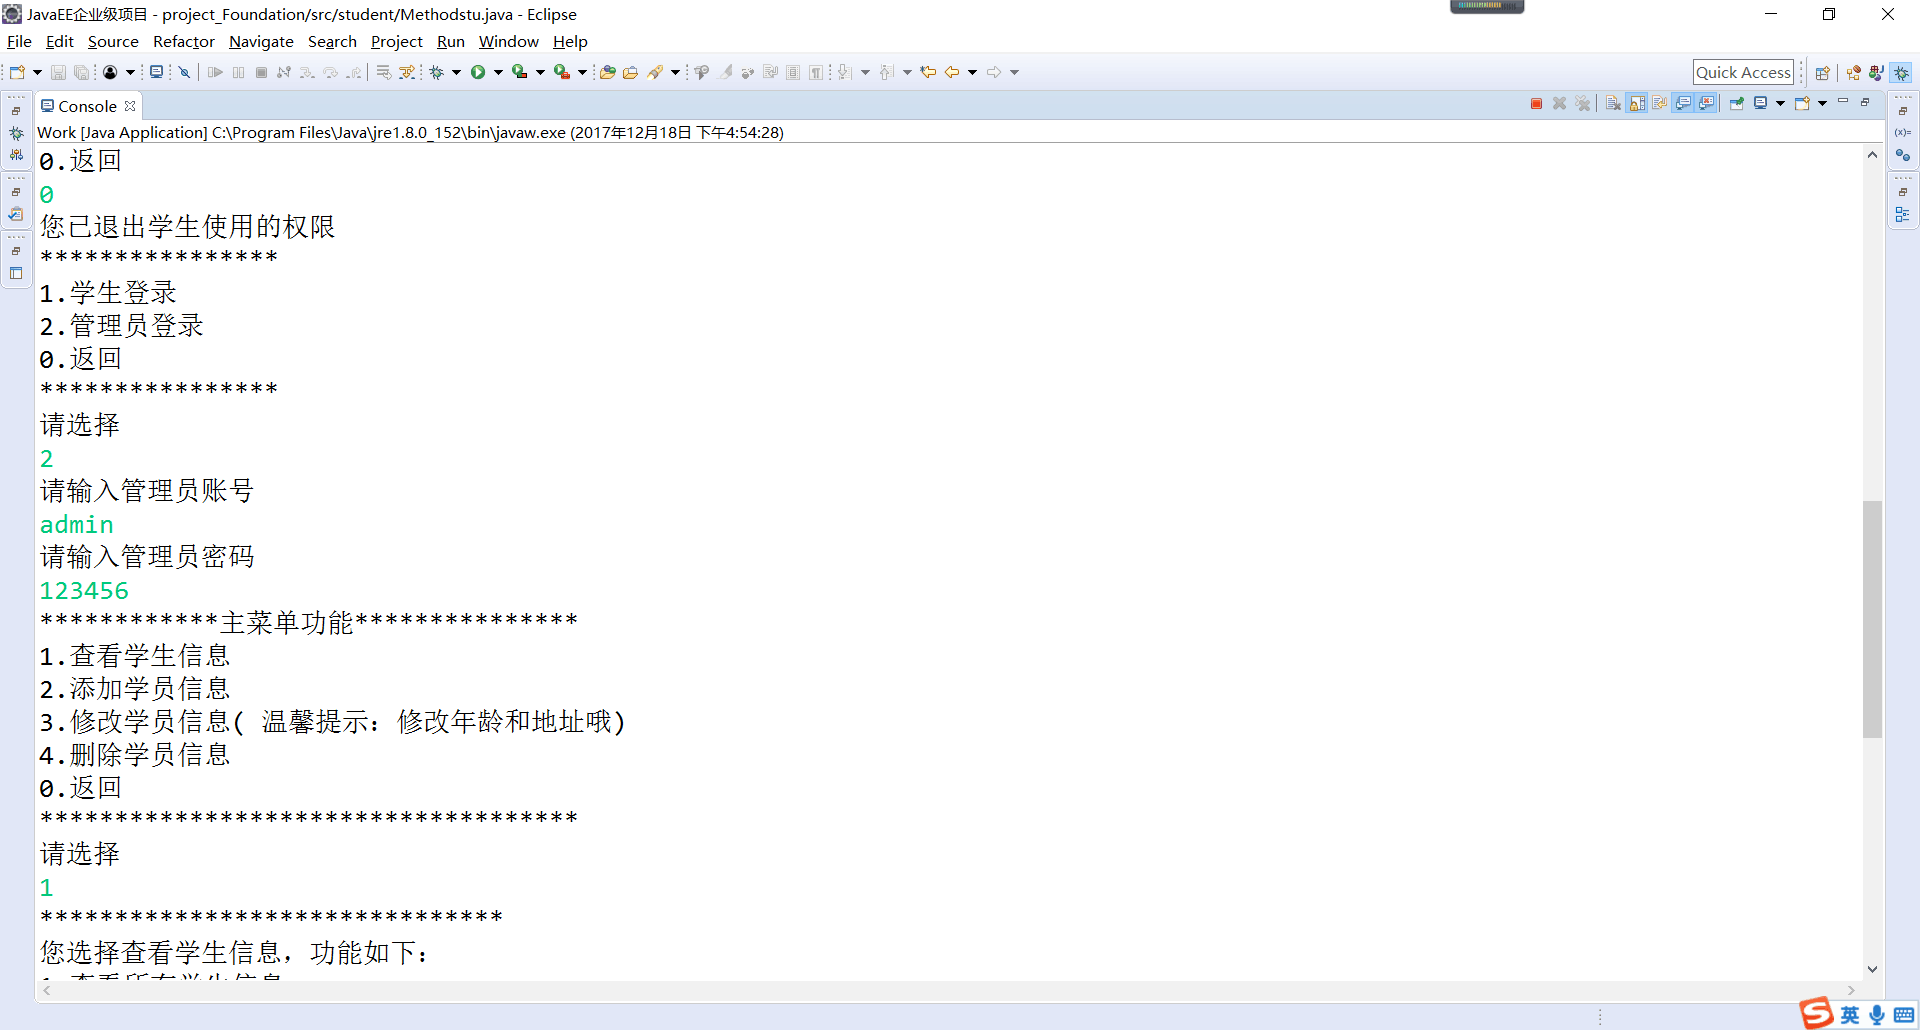 JavaEE企业级项目 - project_Foundation/src/student/Methodstu.java - Eclipse
File Edit Source Refactor Navigate Search Project Run Window Help
Quick Access
Console
Work [Java Application] C:\Program Files\Java\jre1.8.0_152\bin\javaw.exe (2017年12月18日 下午4:54:28)
0.返回
0
您已退出学生使用的权限
****************
1.学生登录
2.管理员登录
0.返回
****************
请选择
2
请输入管理员账号
admin
请输入管理员密码
123456
************主菜单功能***************
1.查看学生信息
2.添加学员信息
3.修改学员信息( 温馨提示：修改年龄和地址哦)
4.删除学员信息
0.返回
************************************
请选择
1
*******************************
您选择查看学生信息，功能如下：
1.查看所有学生信息
英